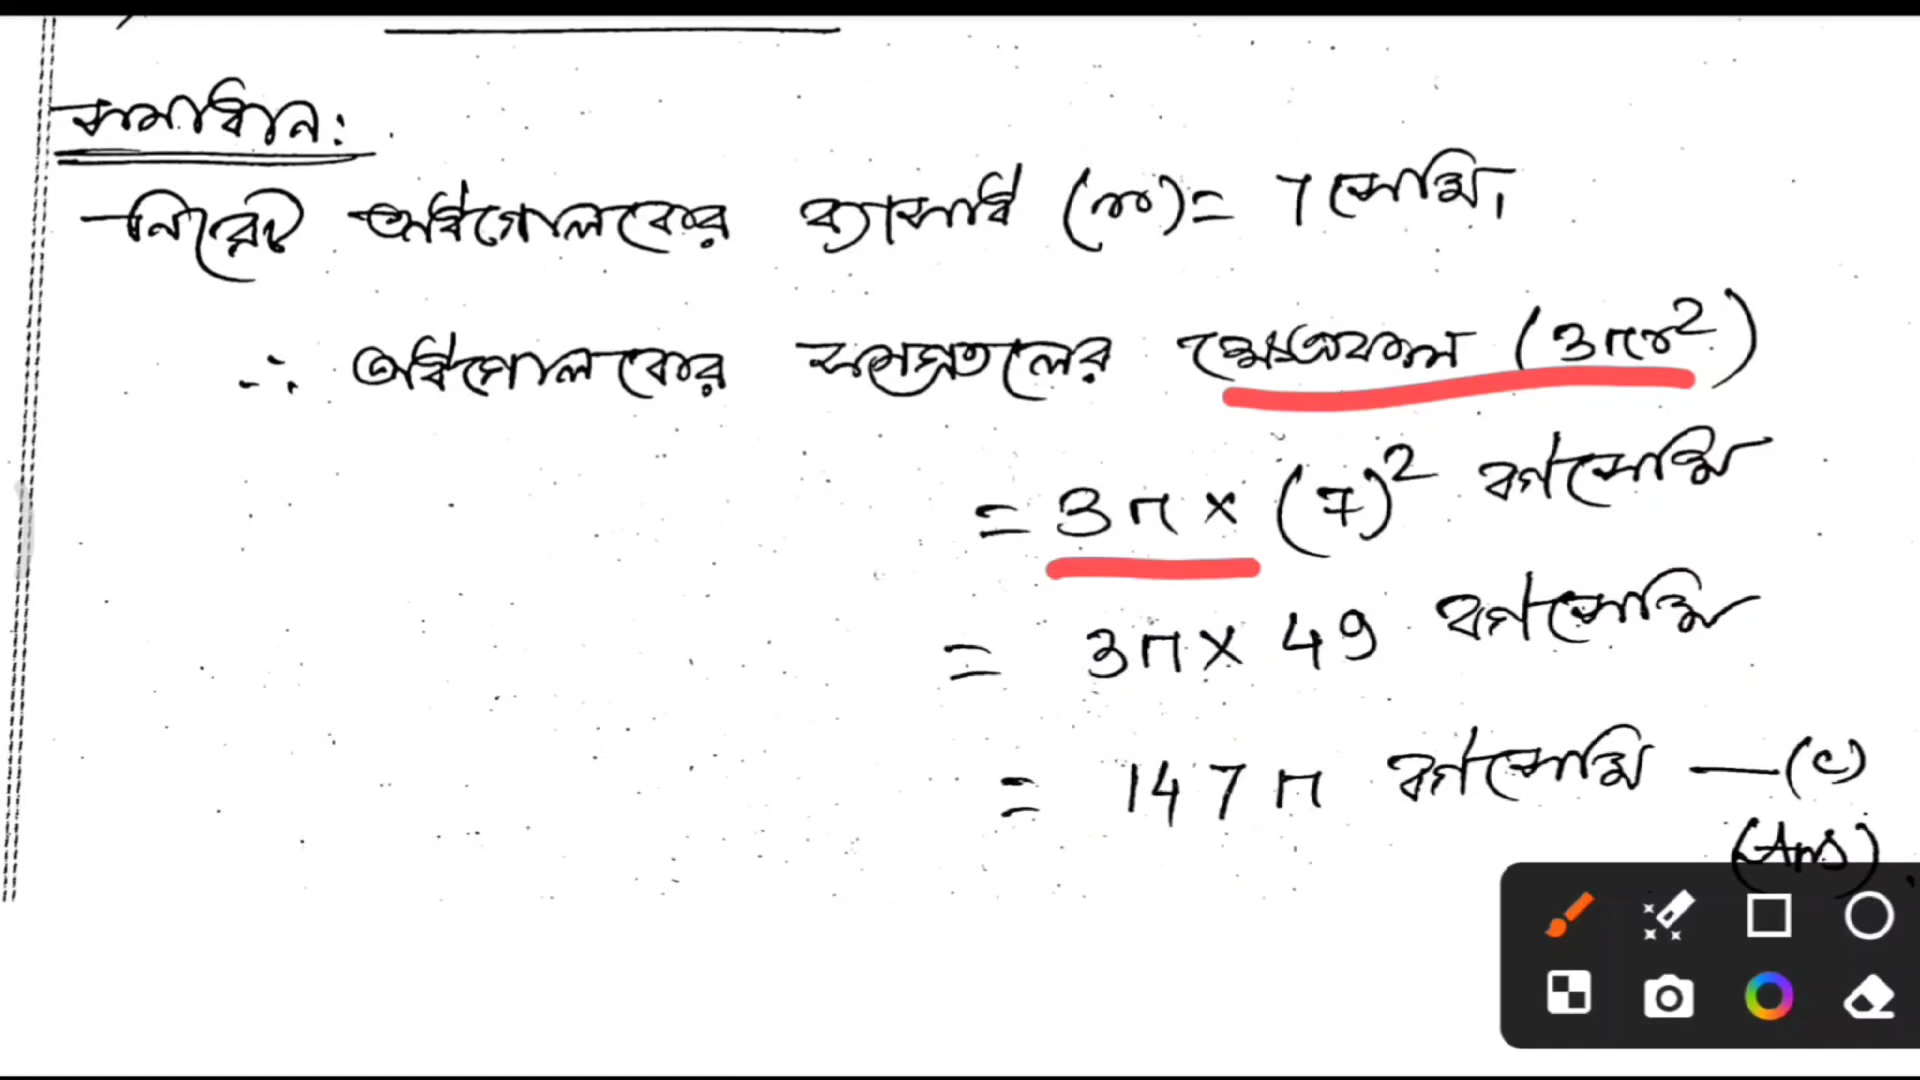 সমাধান:
নিরেট অর্ধগোলকের ব্যাসার্ধ (r) = 7 সেমি,
∴ অর্ধগোলকের সমগ্রতলের ক্ষেত্রফল (3πr²)
= 3π × (7)² বর্গসেমি
= 3π × 49 বর্গসেমি
= 147π বর্গসেমি — (c)
(Ans)